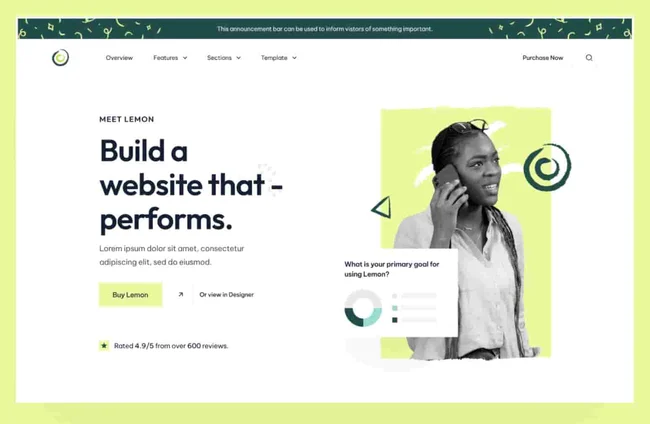 This announcement bar can be used to inform vistors of something important.
Overview Features Sections Template Purchase Now
MEET LEMON
Build a
website that -
performs.
Lorem ipsum dolor sit amet, consectetur
adipiscing elit, sed do eiusmod.
Buy Lemon Or view in Designer
Rated 4.9/5 from over 600 reviews.
What is your primary goal for
using Lemon?